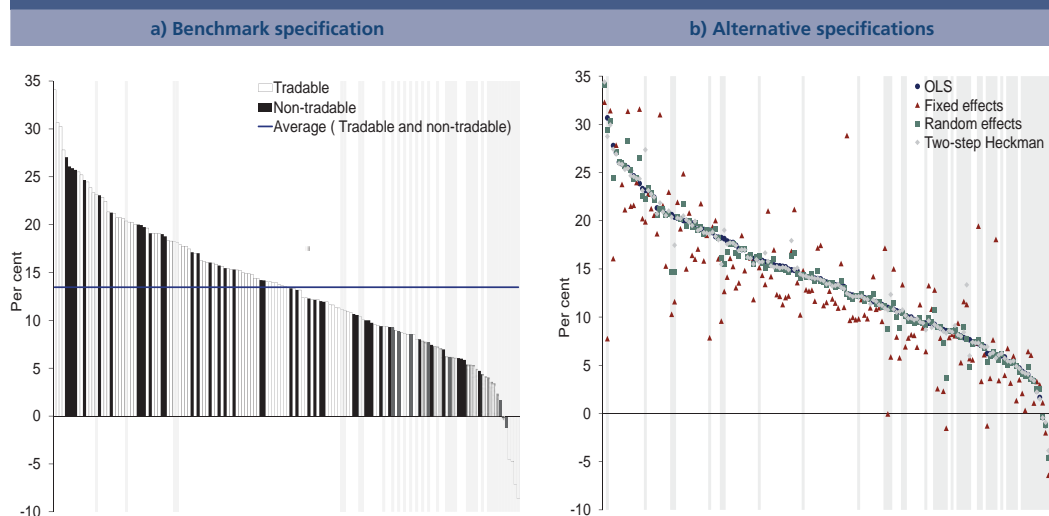 a) Benchmark specification
b) Alternative specifications
35
30
25
20
15
10
5
0
-5
-10
Per cent
Tradable
Non-tradable
Average ( Tradable and non-tradable)
35
30
25
20
15
10
5
0
-5
-10
Per cent
OLS
Fixed effects
Random effects
Two-step Heckman